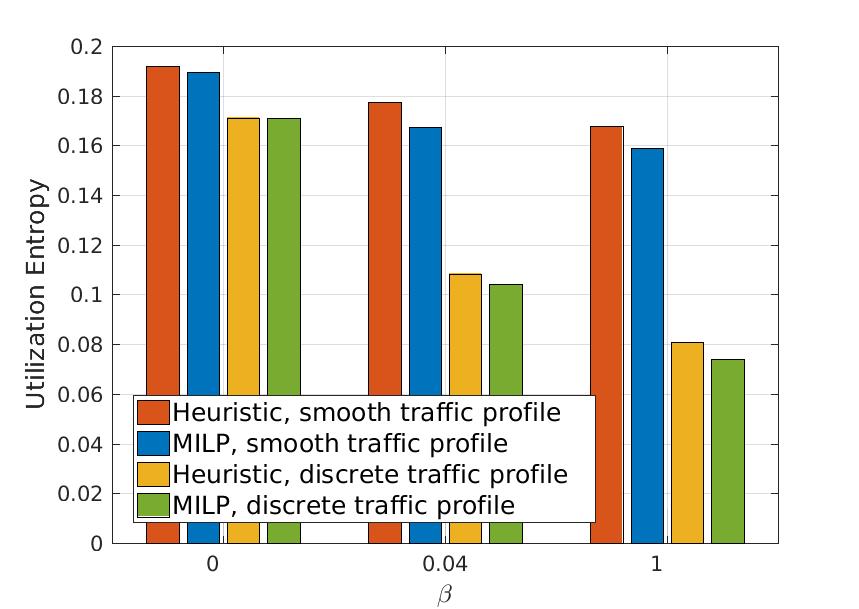 0.2
0.18
0.16
0.14
0.12
0.1
0.08
0.06
0.04
0.02
0
Utilization Entropy
Heuristic, smooth traffic profile
MILP, smooth traffic profile
Heuristic, discrete traffic profile
MILP, discrete traffic profile
0 0.04 1
β